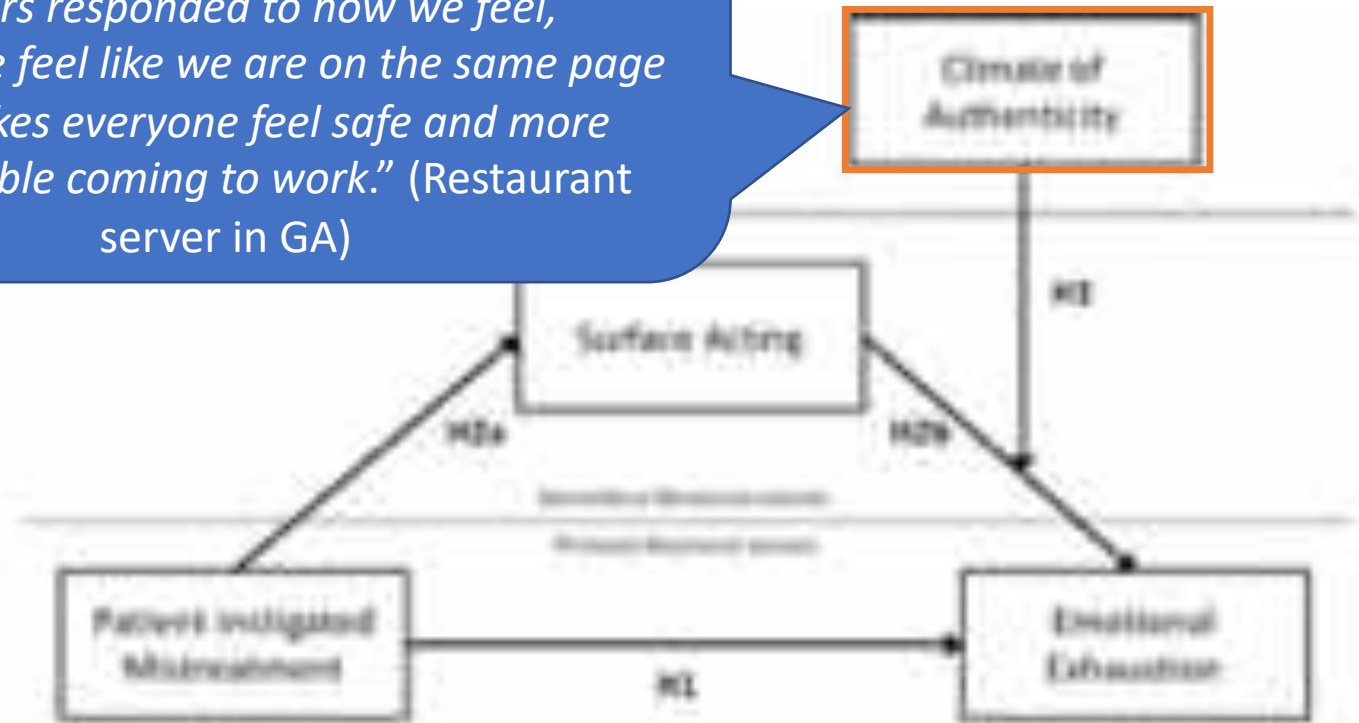 rs responded to how we feel,
e feel like we are on the same page
kes everyone feel safe and more
ble coming to work.” (Restaurant
server in GA)
Climate of
Authenticity
H3
Surface Acting
H2a
H2b
Patient Instigated
Mistreatment
Emotional
Exhaustion
H1